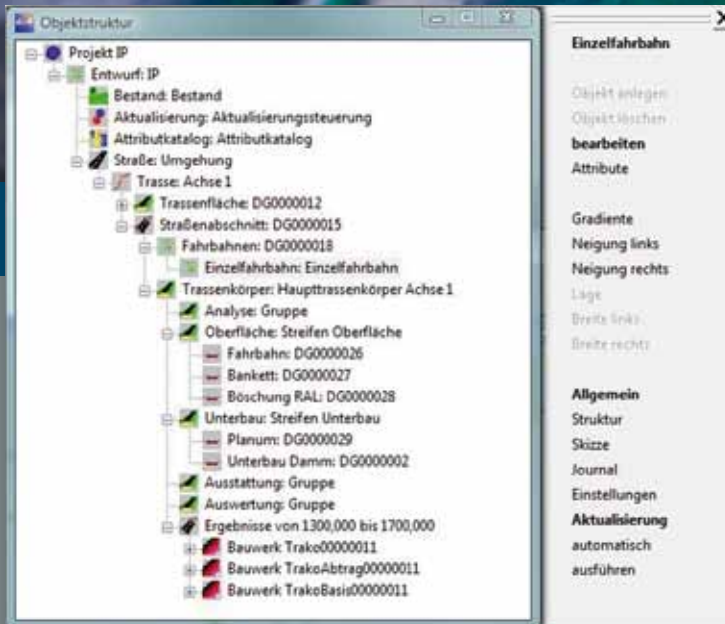 Objektstruktur
Projekt IP
Entwurf: IP
Bestand: Bestand
Aktualisierung: Aktualisierungssteuerung
Attributkatalog: Attributkatalog
Straße: Umgehung
Trasse: Achse 1
Trassenfläche: DG0000012
Straßenabschnitt: DG0000015
Fahrbahnen: DG0000018
Einzelfahrbahn: Einzelfahrbahn
Trassenkörper: Haupttrassenkörper Achse 1
Analyse: Gruppe
Oberfläche: Streifen Oberfläche
Fahrbahn: DG0000026
Bankett: DG0000027
Böschung RAL: DG0000028
Unterbau: Streifen Unterbau
Planum: DG0000029
Unterbau Damm: DG0000002
Ausstattung: Gruppe
Auswertung: Gruppe
Ergebnisse von 1300,000 bis 1700,000
Bauwerk Trako00000011
Bauwerk TrakoAbtrag00000011
Bauwerk TrakoBasis00000011
Einzelfahrbahn
Objekt anlegen
Objekt löschen
bearbeiten
Attribute
Gradiente
Neigung links
Neigung rechts
Lage
Breite links
Breite rechts
Allgemein
Struktur
Skizze
Journal
Einstellungen
Aktualisierung
automatisch
ausführen